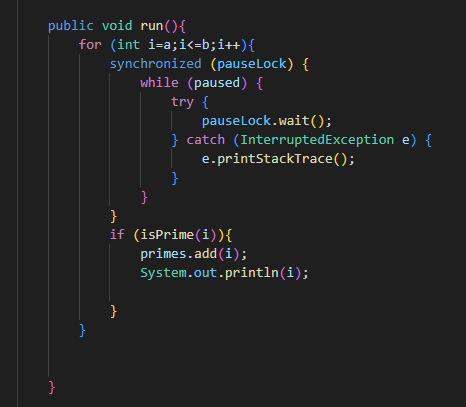 public void run(){
for (int i=a;i<=b;i++){
synchronized (pauseLock) {
while (paused) {
try {
pauseLock.wait();
} catch (InterruptedException e) {
e.printStackTrace();
}
}
}
if (isPrime(i)){
primes.add(i);
System.out.println(i);
}
}
}